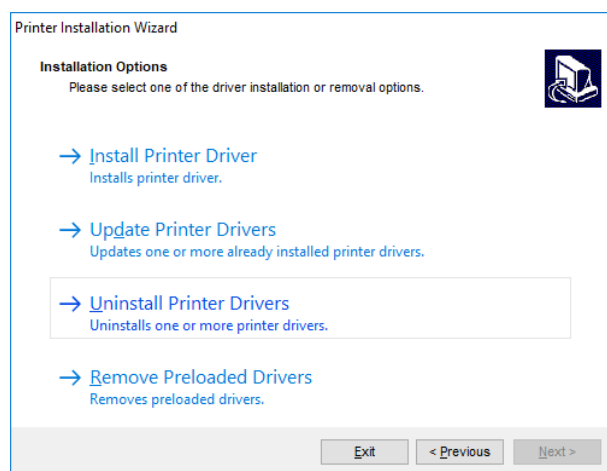 Printer Installation Wizard
Installation Options
Please select one of the driver installation or removal options.
Install Printer Driver
Installs printer driver.
Update Printer Drivers
Updates one or more already installed printer drivers.
Uninstall Printer Drivers
Uninstalls one or more printer drivers.
Remove Preloaded Drivers
Removes preloaded drivers.
Exit
< Previous
Next >